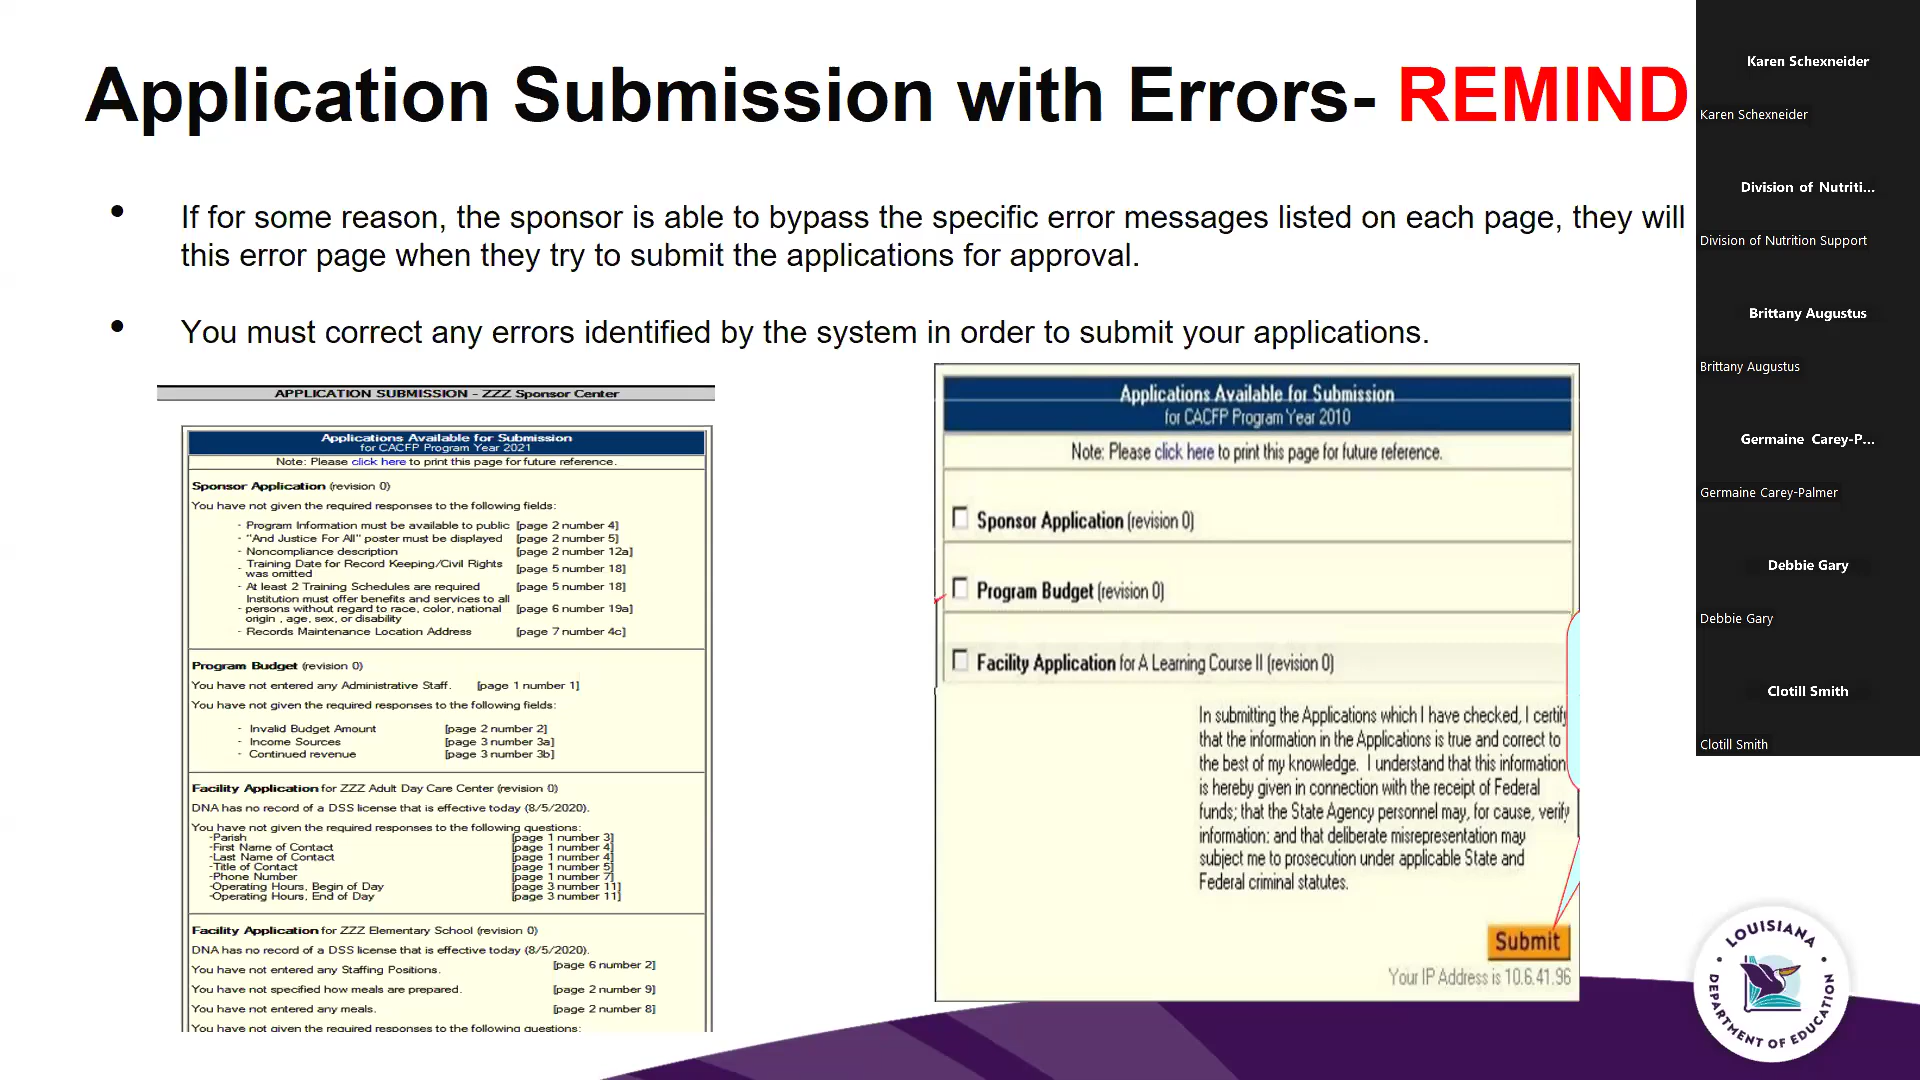 Application Submission with Errors- REMIND
• If for some reason, the sponsor is able to bypass the specific error messages listed on each page, they will
this error page when they try to submit the applications for approval.
• You must correct any errors identified by the system in order to submit your applications.
APPLICATION SUBMISSION - ZZZ Sponsor Center
Applications Available for Submission
for CACFP Program Year 2021
Note: Please click here to print this page for future reference.
Sponsor Application (revision 0)
You have not given the required responses to the following fields:
- Program Information must be available to public [page 2 number 4]
- "And Justice For All" poster must be displayed [page 2 number 5]
- Noncompliance description [page 2 number 12a]
- Training Date for Record Keeping/Civil Rights
was omitted [page 5 number 18]
- At least 2 Training Schedules are required [page 5 number 18]
Institution must offer benefits and services to all
- persons without regard to race, color, national [page 6 number 19a]
origin , age, sex, or disability
- Records Maintenance Location Address [page 7 number 4c]
Program Budget (revision 0)
You have not entered any Administrative Staff. [page 1 number 1]
You have not given the required responses to the following fields:
- Invalid Budget Amount [page 2 number 2]
- Income Sources [page 3 number 3a]
- Continued revenue [page 3 number 3b]
Facility Application for ZZZ Adult Day Care Center (revision 0)
DNA has no record of a DSS license that is effective today (8/5/2020).
You have not given the required responses to the following questions:
-Parish [page 1 number 3]
-First Name of Contact [page 1 number 4]
-Last Name of Contact [page 1 number 4]
-Title of Contact [page 1 number 5]
-Phone Number [page 1 number 7]
-Operating Hours, Begin of Day [page 3 number 11]
-Operating Hours, End of Day [page 3 number 11]
Facility Application for ZZZ Elementary School (revision 0)
DNA has no record of a DSS license that is effective today (8/5/2020).
You have not entered any Staffing Positions. [page 6 number 2]
You have not specified how meals are prepared. [page 2 number 9]
You have not entered any meals. [page 2 number 8]
You have not given the required responses to the following questions:
Applications Available for Submission
for CACFP Program Year 2010
Note: Please click here to print this page for future reference.
Sponsor Application (revision 0)
Program Budget (revision 0)
Facility Application for A Learning Course II (revision 0)
In submitting the Applications which I have checked, I certify
that the information in the Applications is true and correct to
the best of my knowledge. I understand that this information
is hereby given in connection with the receipt of Federal
funds; that the State Agency personnel may, for cause, verify
information; and that deliberate misrepresentation may
subject me to prosecution under applicable State and
Federal criminal statutes.
Submit
Your IP Address is 10.6.41.96
Karen Schexneider
Karen Schexneider
Division of Nutriti...
Division of Nutrition Support
Brittany Augustus
Brittany Augustus
Germaine Carey-P...
Germaine Carey-Palmer
Debbie Gary
Debbie Gary
Clotill Smith
Clotill Smith
LOUISIANA
DEPARTMENT OF EDUCATION